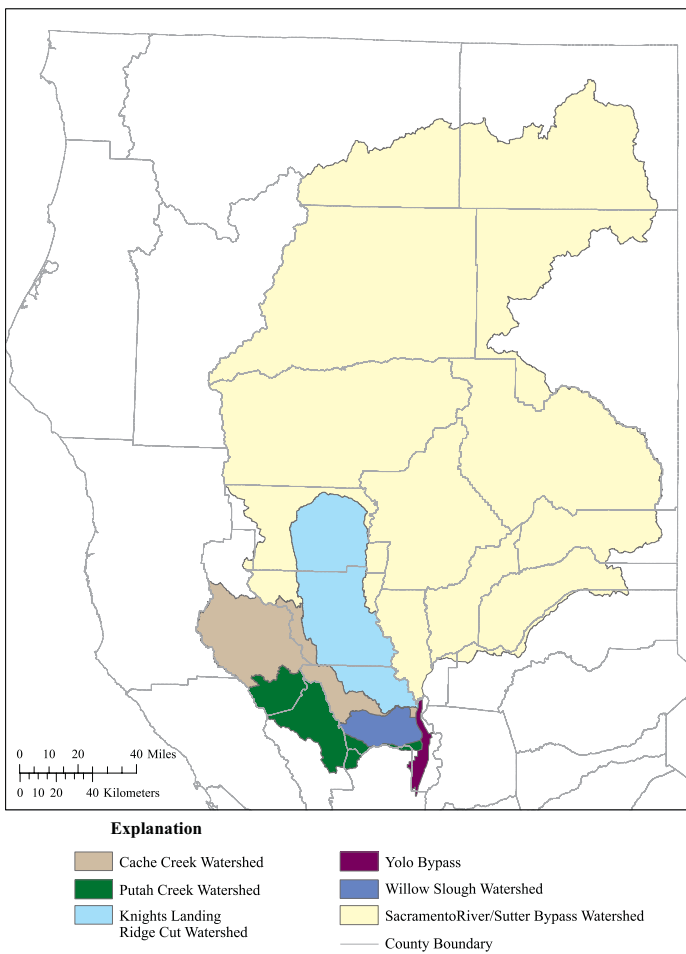 0 10 20 40 Miles
0 10 20 40 Kilometers
Explanation
Cache Creek Watershed
Putah Creek Watershed
Knights Landing
Ridge Cut Watershed
Yolo Bypass
Willow Slough Watershed
SacramentoRiver/Sutter Bypass Watershed
County Boundary